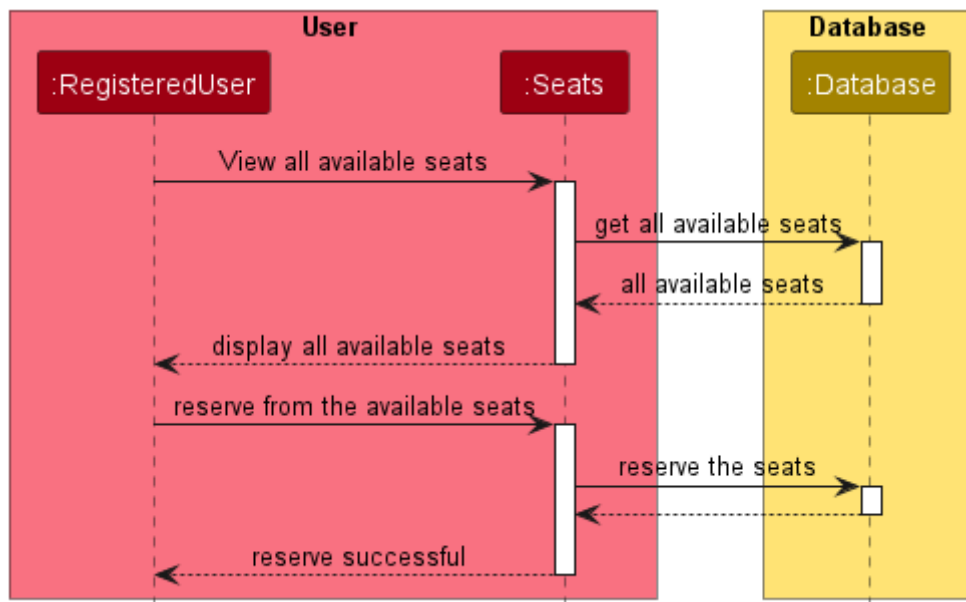 User
Database
:RegisteredUser
:Seats
:Database
View all available seats
get all available seats
all available seats
display all available seats
reserve from the available seats
reserve the seats
reserve successful